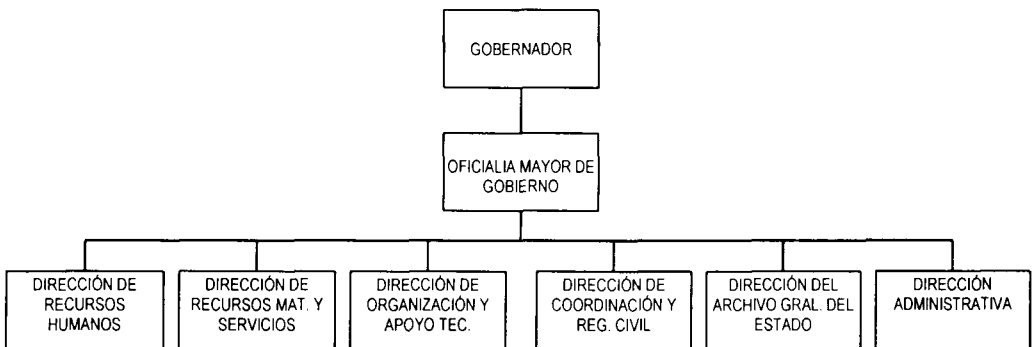 GOBERNADOR
OFICIALIA MAYOR DE
GOBIERNO
DIRECCIÓN DE
RECURSOS
HUMANOS
DIRECCIÓN DE
RECURSOS MAT. Y
SERVICIOS
DIRECCIÓN DE
ORGANIZACIÓN Y
APOYO TEC.
DIRECCIÓN DE
COORDINACIÓN Y
REG. CIVIL
DIRECCIÓN DEL
ARCHIVO GRAL. DEL
ESTADO
DIRECCIÓN
ADMINISTRATIVA